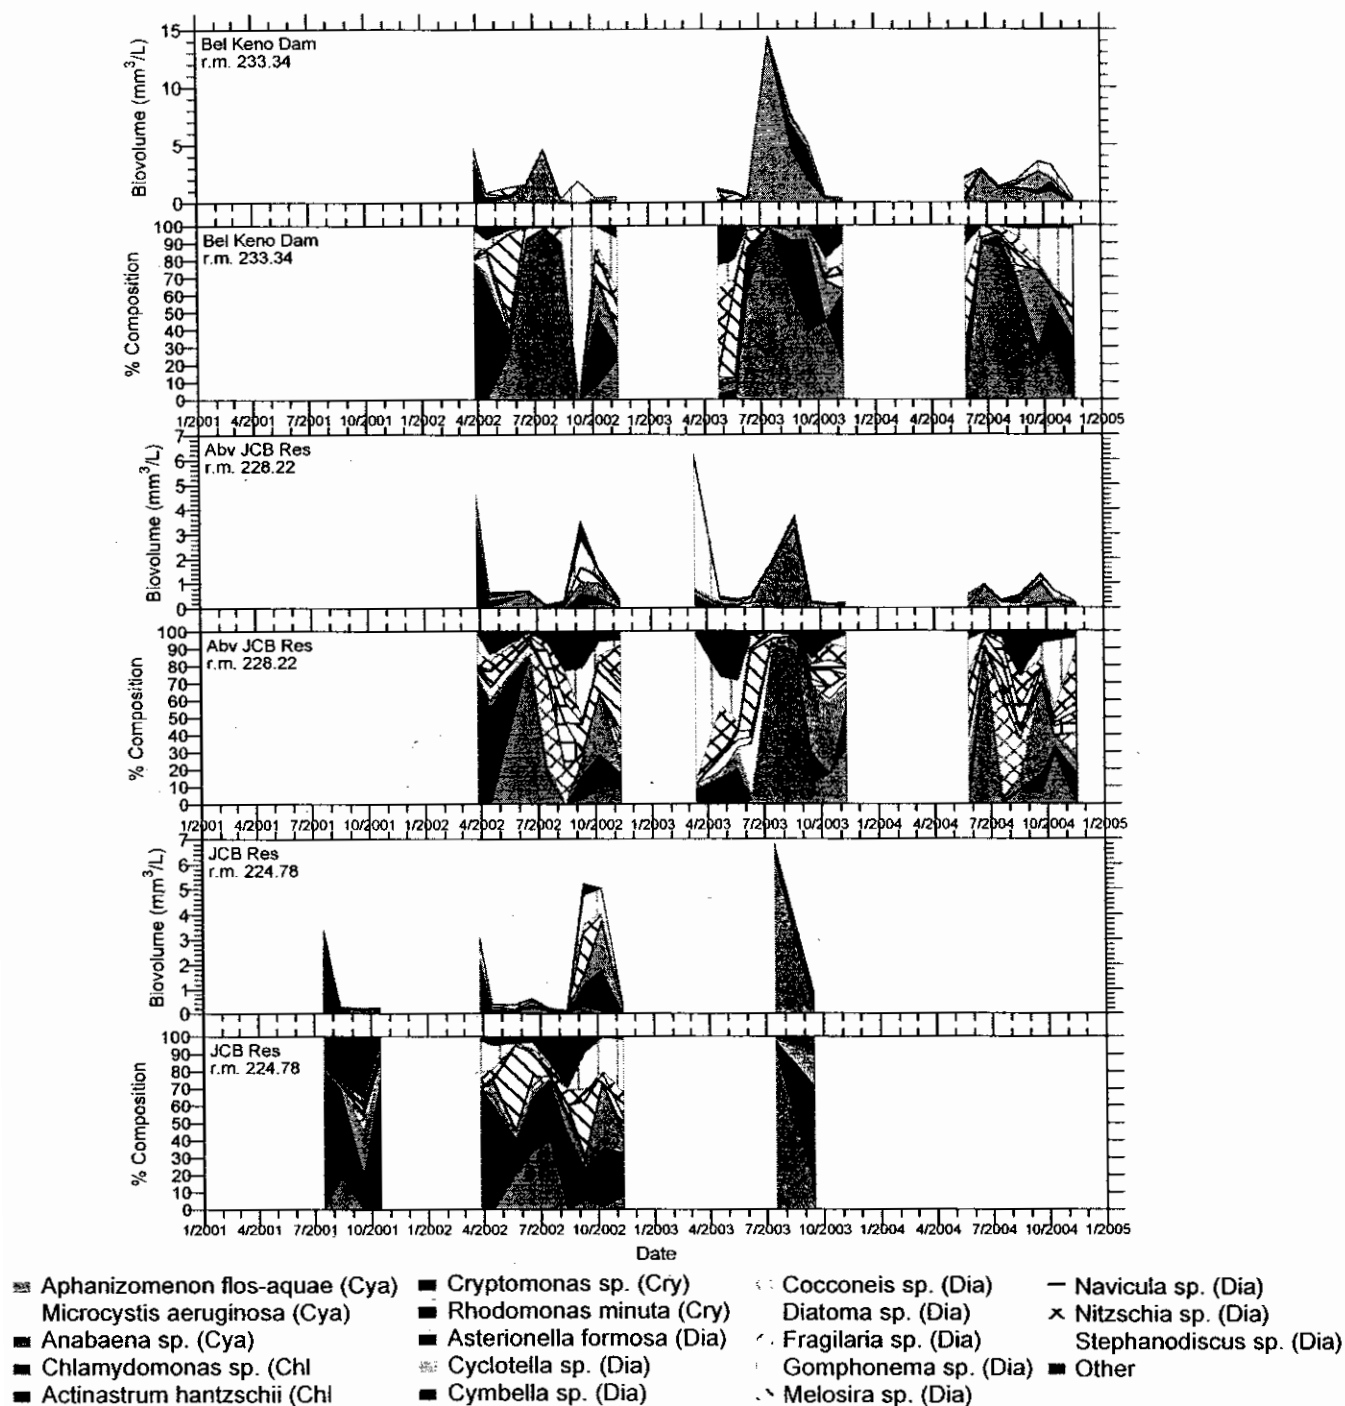 Bel Keno Dam
r.m. 233.34
Biovolume (mm³/L)
15
10
5
0
Bel Keno Dam
r.m. 233.34
% Composition
100
90
80
70
60
50
40
30
20
10
0
1/2001 4/2001 7/2001 10/2001 1/2002 4/2002 7/2002 10/2002 1/2003 4/2003 7/2003 10/2003 1/2004 4/2004 7/2004 10/2004 1/2005
Abv JCB Res
r.m. 228.22
Biovolume (mm³/L)
7
6
5
4
3
2
1
0
Abv JCB Res
r.m. 228.22
% Composition
100
90
80
70
60
50
40
30
20
10
0
1/2001 4/2001 7/2001 10/2001 1/2002 4/2002 7/2002 10/2002 1/2003 4/2003 7/2003 10/2003 1/2004 4/2004 7/2004 10/2004 1/2005
JCB Res
r.m. 224.78
Biovolume (mm³/L)
7
6
5
4
3
2
1
0
JCB Res
r.m. 224.78
% Composition
100
90
80
70
60
50
40
30
20
10
0
1/2001 4/2001 7/2001 10/2001 1/2002 4/2002 7/2002 10/2002 1/2003 4/2003 7/2003 10/2003 1/2004 4/2004 7/2004 10/2004 1/2005
Date
Aphanizomenon flos-aquae (Cya)
Microcystis aeruginosa (Cya)
Anabaena sp. (Cya)
Chlamydomonas sp. (Chl
Actinastrum hantzschii (Chl
Cryptomonas sp. (Cry)
Rhodomonas minuta (Cry)
Asterionella formosa (Dia)
Cyclotella sp. (Dia)
Cymbella sp. (Dia)
Cocconeis sp. (Dia)
Diatoma sp. (Dia)
Fragilaria sp. (Dia)
Gomphonema sp. (Dia)
Melosira sp. (Dia)
Navicula sp. (Dia)
Nitzschia sp. (Dia)
Stephanodiscus sp. (Dia)
Other